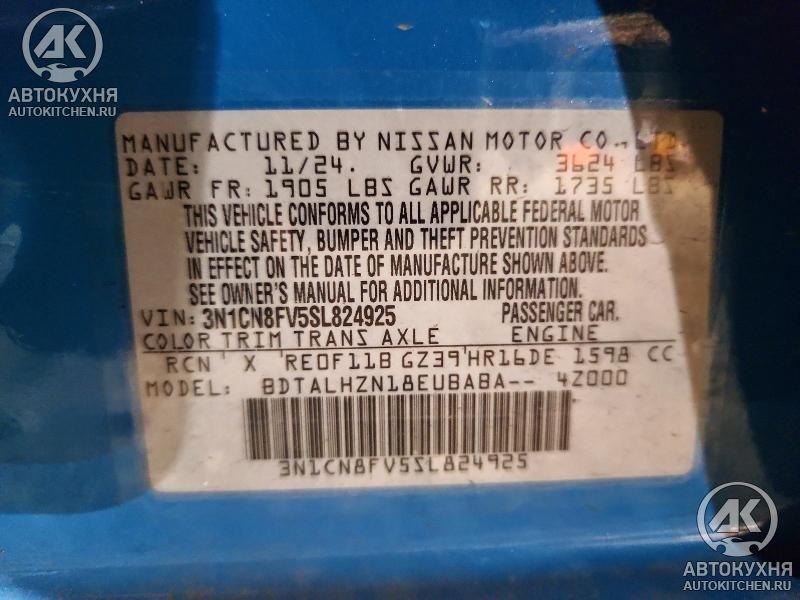 AK
АВТОКУХНЯ
AUTOKITCHEN.RU
MANUFACTURED BY NISSAN MOTOR CO., LTD.
DATE: 11/24. GVWR: 3624 LBS
GAWR FR: 1905 LBS GAWR RR: 1735 LBS
THIS VEHICLE CONFORMS TO ALL APPLICABLE FEDERAL MOTOR
VEHICLE SAFETY, BUMPER AND THEFT PREVENTION STANDARDS
IN EFFECT ON THE DATE OF MANUFACTURE SHOWN ABOVE.
SEE OWNER'S MANUAL FOR ADDITIONAL INFORMATION.
VIN: 3N1CN8FV5SL824925 PASSENGER CAR.
COLOR TRIM TRANS AXLE ENGINE
RCN X RE0F11B GZ39 HR16DE 1598 CC
MODEL: BDTALHZN18EUBABA-- 4Z000
3N1CN8FV5SL824925
AK
АВТОКУХНЯ
AUTOKITCHEN.RU